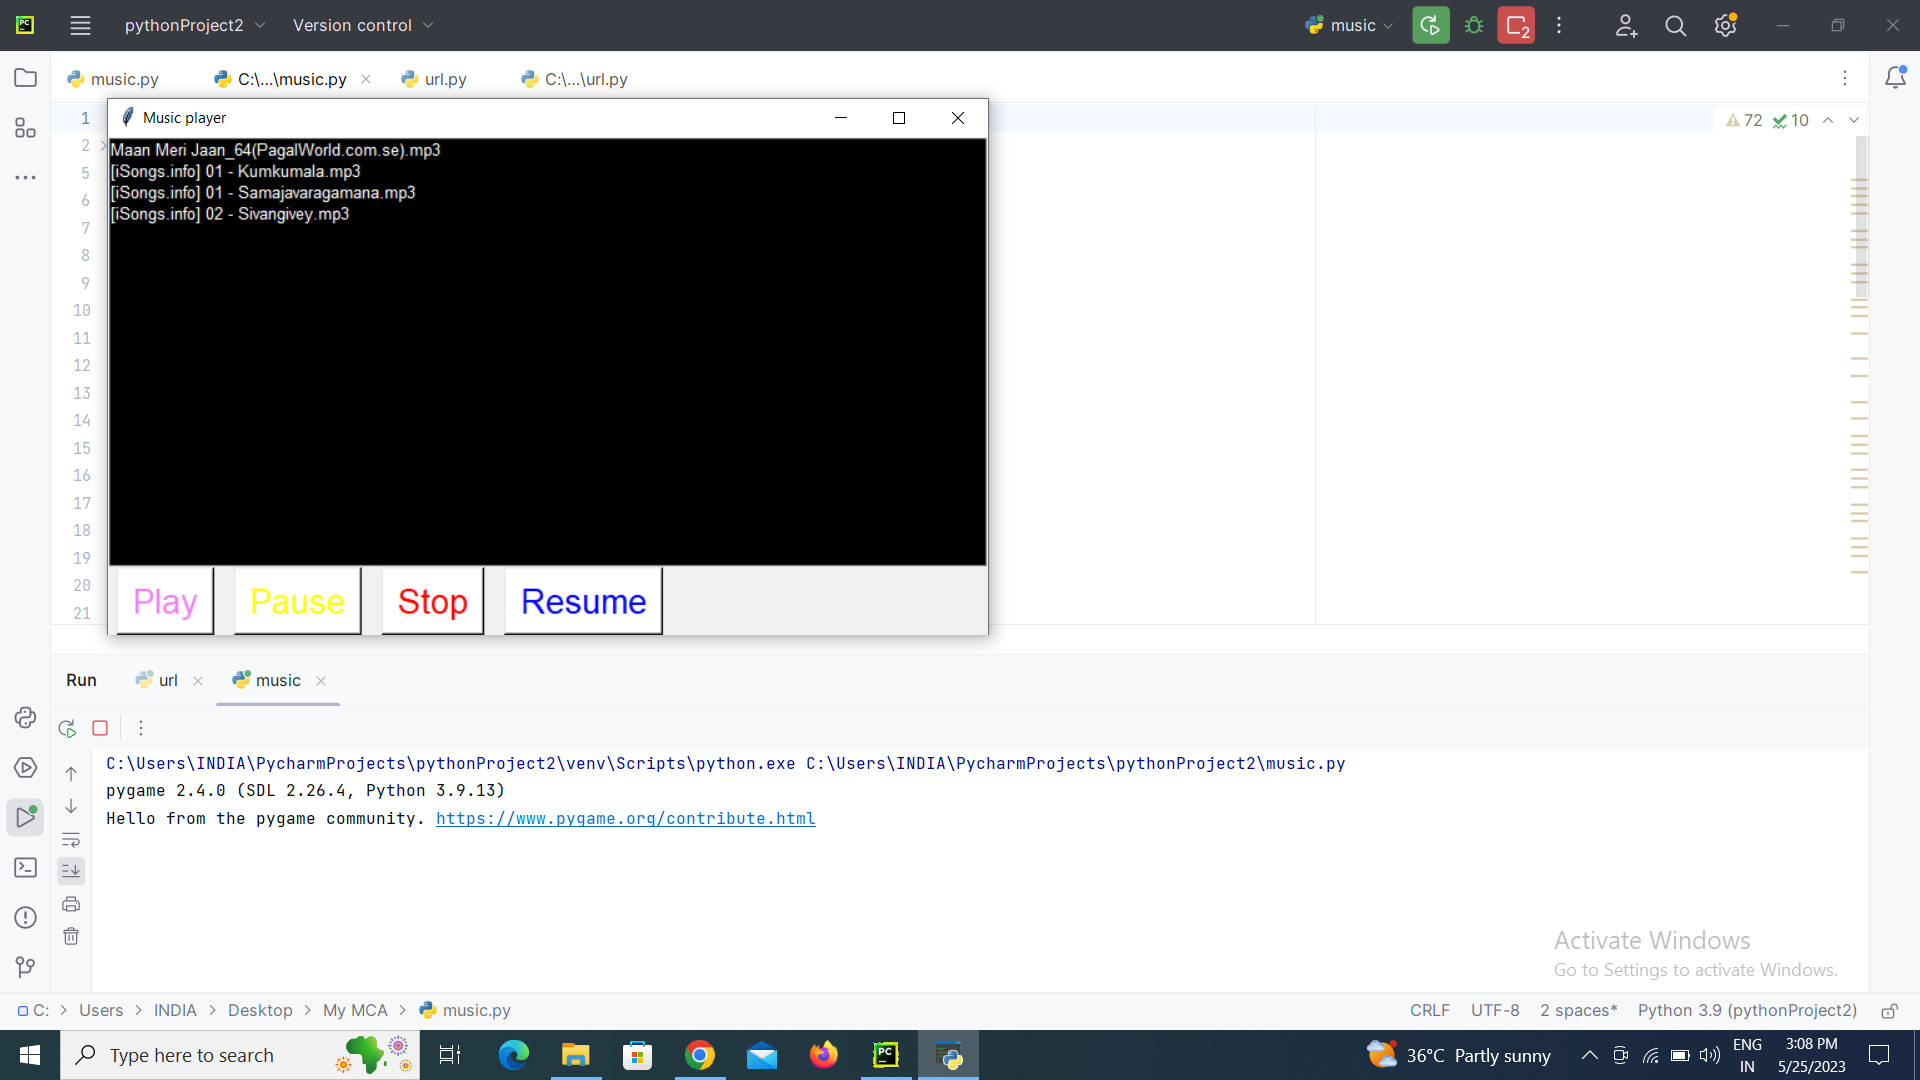 pythonProject2 Version control music 2
music.py C:\...\music.py url.py C:\...\url.py
Music player
72 10
1
2
5
6
7
8
9
10
11
12
13
14
15
16
17
18
19
20
21
Maan Meri Jaan_64(PagalWorld.com.se).mp3
[iSongs.info] 01 - Kumkumala.mp3
[iSongs.info] 01 - Samajavaragamana.mp3
[iSongs.info] 02 - Sivangivey.mp3
Play Pause Stop Resume
Run url music
C:\Users\INDIA\PycharmProjects\pythonProject2\venv\Scripts\python.exe C:\Users\INDIA\PycharmProjects\pythonProject2\music.py
pygame 2.4.0 (SDL 2.26.4, Python 3.9.13)
Hello from the pygame community. https://www.pygame.org/contribute.html
Activate Windows
Go to Settings to activate Windows.
C: > Users > INDIA > Desktop > My MCA > music.py CRLF UTF-8 2 spaces* Python 3.9 (pythonProject2)
Type here to search 36°C Partly sunny
ENG
IN
3:08 PM
5/25/2023